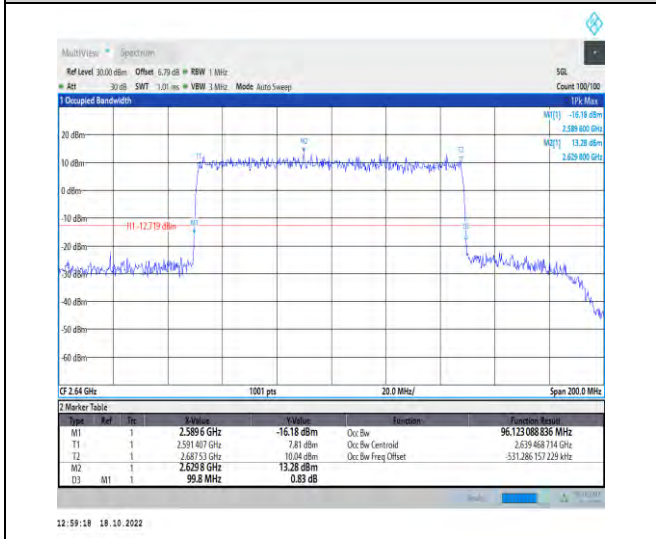 MultiView Spectrum
Ref Level 30.00 dBm Offset 6.79 dB RBW 1 MHz SGL
Att 30 dB SWT 1.01 ms VBW 3 MHz Mode Auto Sweep Count 100/100
1 Occupied Bandwidth 1Pk Max
M1[1] -16.18 dBm
2.589 600 GHz
M2[1] 13.28 dBm
2.629 800 GHz
20 dBm
10 dBm
0 dBm
-10 dBm
H1 -12.719 dBm
-20 dBm
-30 dBm
-40 dBm
-50 dBm
-60 dBm
T1
M2
T2
M1
D3
CF 2.64 GHz 1001 pts 20.0 MHz/ Span 200.0 MHz
2 Marker Table
Type Ref Trc X-Value Y-Value Function Function Result
M1 1 2.589 6 GHz -16.18 dBm Occ Bw 96.123 088 836 MHz
T1 1 2.591 407 GHz 7.81 dBm Occ Bw Centroid 2.639 468 714 GHz
T2 1 2.687 53 GHz 10.04 dBm Occ Bw Freq Offset -531.286 157 229 kHz
M2 1 2.629 8 GHz 13.28 dBm
D3 M1 1 99.8 MHz 0.83 dB
12:59:18 18.10.2022